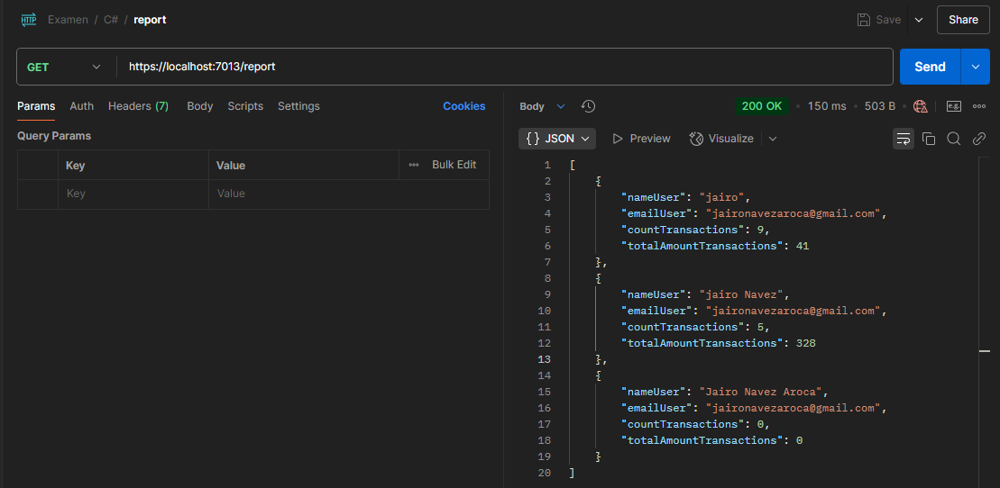 HTTP Examen / C# / report Save Share
GET https://localhost:7013/report Send
Params Auth Headers (7) Body Scripts Settings Cookies
Query Params
Key Value Bulk Edit
Key Value
Body 200 OK 150 ms 503 B e.g.
{} JSON Preview Visualize
1 [
2 {
3 "nameUser": "jairo",
4 "emailUser": "jaironavezaroca@gmail.com",
5 "countTransactions": 9,
6 "totalAmountTransactions": 41
7 },
8 {
9 "nameUser": "jairo Navez",
10 "emailUser": "jaironavezaroca@gmail.com",
11 "countTransactions": 5,
12 "totalAmountTransactions": 328
13 },
14 {
15 "nameUser": "Jairo Navez Aroca",
16 "emailUser": "jaironavezaroca@gmail.com",
17 "countTransactions": 0,
18 "totalAmountTransactions": 0
19 }
20 ]